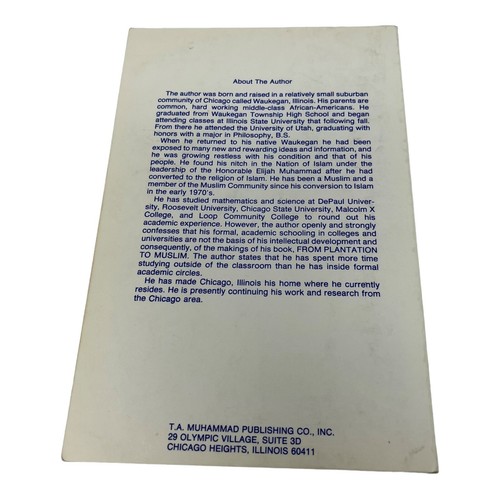 About The Author
The author was born and raised in a relatively small suburban
community of Chicago called Waukegan, Illinois. His parents are
common, hard working middle-class African-Americans. He
graduated from Waukegan Township High School and began
attending classes at Illinois State University that following fall.
From there he attended the University of Utah, graduating with
honors with a major in Philosophy, B.S.
When he returned to his native Waukegan he had been
exposed to many new and rewarding ideas and information, and
he was growing restless with his condition and that of his
people. He found his nitch in the Nation of Islam under the
leadership of the Honorable Elijah Muhammad after he had
converted to the religion of Islam. He has been a Muslim and a
member of the Muslim Community since his conversion to Islam
in the early 1970's.
He has studied mathematics and science at DePaul Univer-
sity, Roosevelt University, Chicago State University, Malcolm X
College, and Loop Community College to round out his
academic experience. However, the author openly and strongly
confesses that his formal, academic schooling in colleges and
universities are not the basis of his intellectual development and
consequently, of the makings of his book, FROM PLANTATION
TO MUSLIM. The author states that he has spent more time
studying outside of the classroom than he has inside formal
academic circles.
He has made Chicago, Illinois his home where he currently
resides. He is presently continuing his work and research from
the Chicago area.
T.A. MUHAMMAD PUBLISHING CO., INC.
29 OLYMPIC VILLAGE, SUITE 3D
CHICAGO HEIGHTS, ILLINOIS 60411